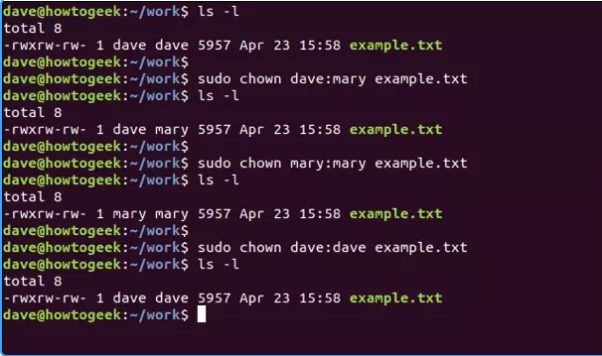 dave@howtogeek:~/work$ ls -l
total 8
-rwxrw-rw- 1 dave dave 5957 Apr 23 15:58 example.txt
dave@howtogeek:~/work$
dave@howtogeek:~/work$ sudo chown dave:mary example.txt
dave@howtogeek:~/work$ ls -l
total 8
-rwxrw-rw- 1 dave mary 5957 Apr 23 15:58 example.txt
dave@howtogeek:~/work$
dave@howtogeek:~/work$ sudo chown mary:mary example.txt
dave@howtogeek:~/work$ ls -l
total 8
-rwxrw-rw- 1 mary mary 5957 Apr 23 15:58 example.txt
dave@howtogeek:~/work$
dave@howtogeek:~/work$ sudo chown dave:dave example.txt
dave@howtogeek:~/work$ ls -l
total 8
-rwxrw-rw- 1 dave dave 5957 Apr 23 15:58 example.txt
dave@howtogeek:~/work$